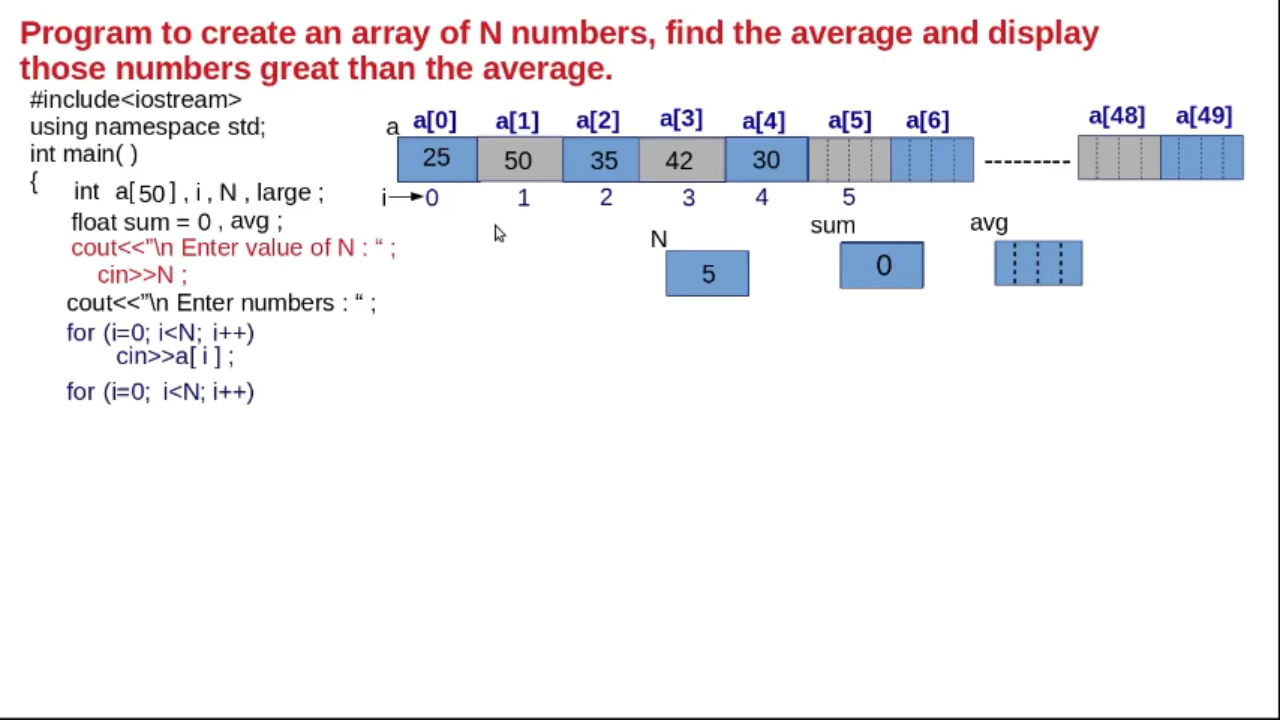 Program to create an array of N numbers, find the average and display
those numbers great than the average.
#include<iostream>
using namespace std;
int main( )
{
int a[ 50 ] , i , N , large ;
float sum = 0 , avg ;
cout<<”\n Enter value of N : “ ;
cin>>N ;
cout<<”\n Enter numbers : “ ;
for (i=0; i<N; i++)
cin>>a[ i ] ;
for (i=0; i<N; i++)
a a[0] a[1] a[2] a[3] a[4] a[5] a[6] a[48] a[49]
25 50 35 42 30 ---------
i 0 1 2 3 4 5
N sum avg
5 0